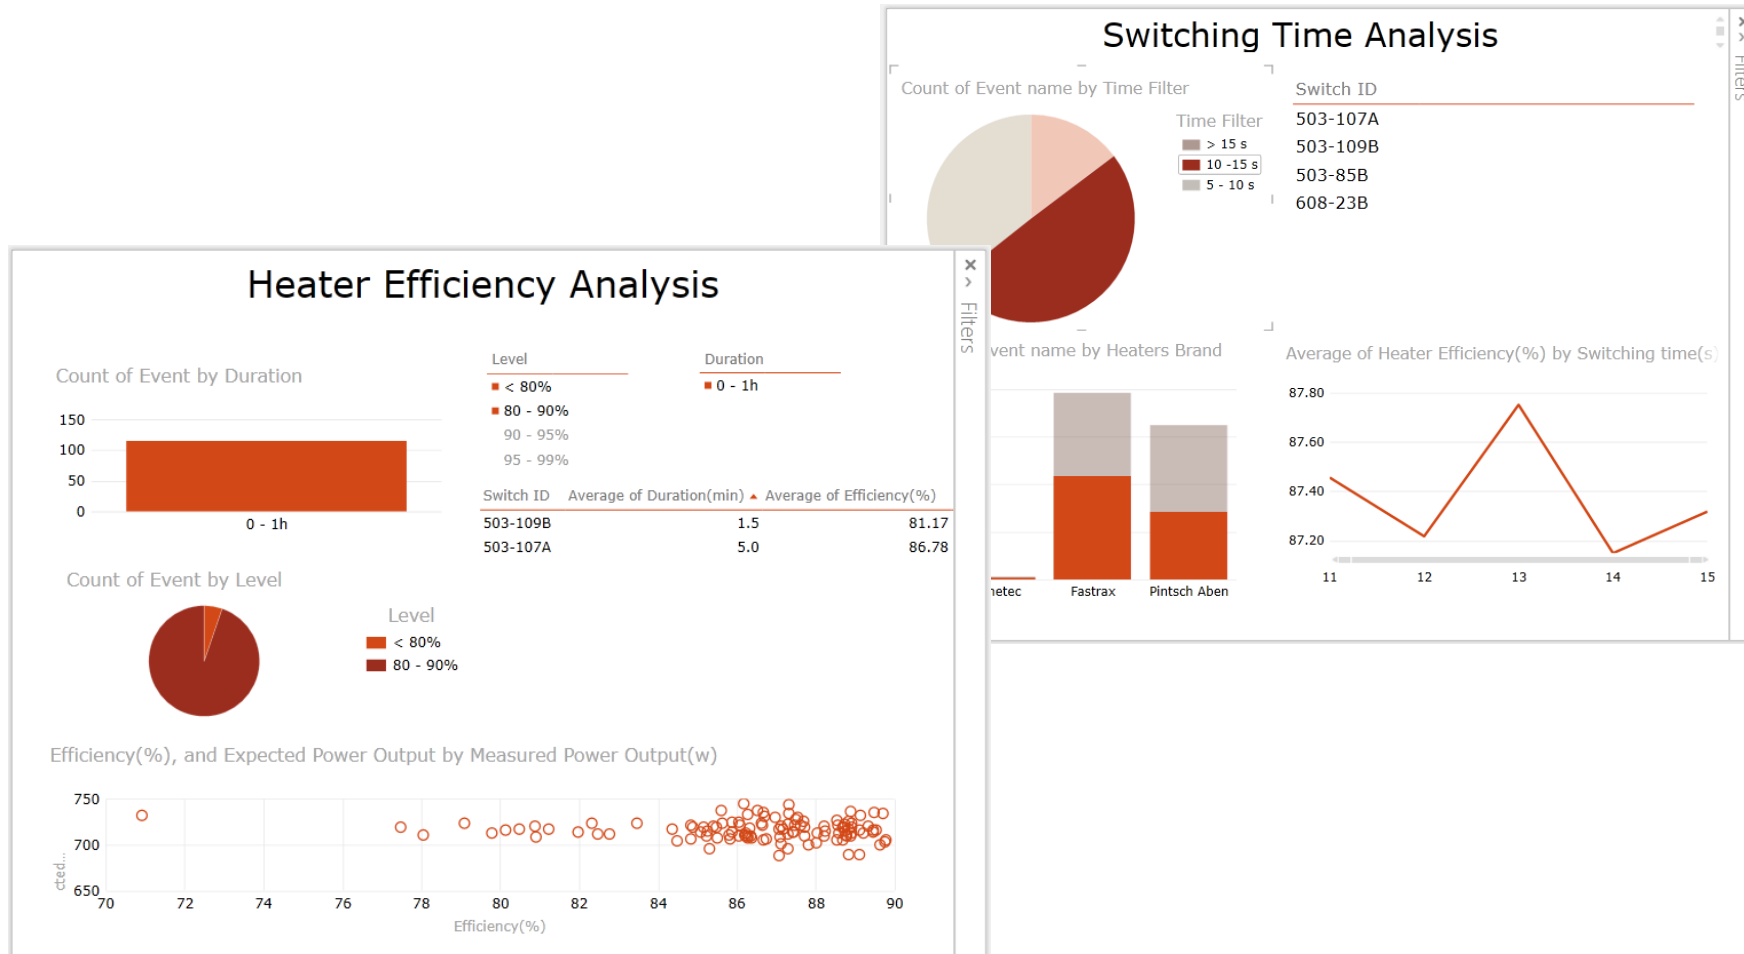 Switching Time Analysis
Filters
Count of Event name by Time Filter
Time Filter
> 15 s
10 -15 s
5 - 10 s
Switch ID
503-107A
503-109B
503-85B
608-23B
vent name by Heaters Brand
netec
Fastrax
Pintsch Aben
Average of Heater Efficiency(%) by Switching time(s)
87.80
87.60
87.40
87.20
11 12 13 14 15
Heater Efficiency Analysis
Filters
Count of Event by Duration
150
100
50
0
0 - 1h
Level
< 80%
80 - 90%
90 - 95%
95 - 99%
Duration
0 - 1h
Switch ID Average of Duration(min) Average of Efficiency(%)
503-109B 1.5 81.17
503-107A 5.0 86.78
Count of Event by Level
Level
< 80%
80 - 90%
Efficiency(%), and Expected Power Output by Measured Power Output(w)
cted...
750
700
650
70 72 74 76 78 80 82 84 86 88 90
Efficiency(%)